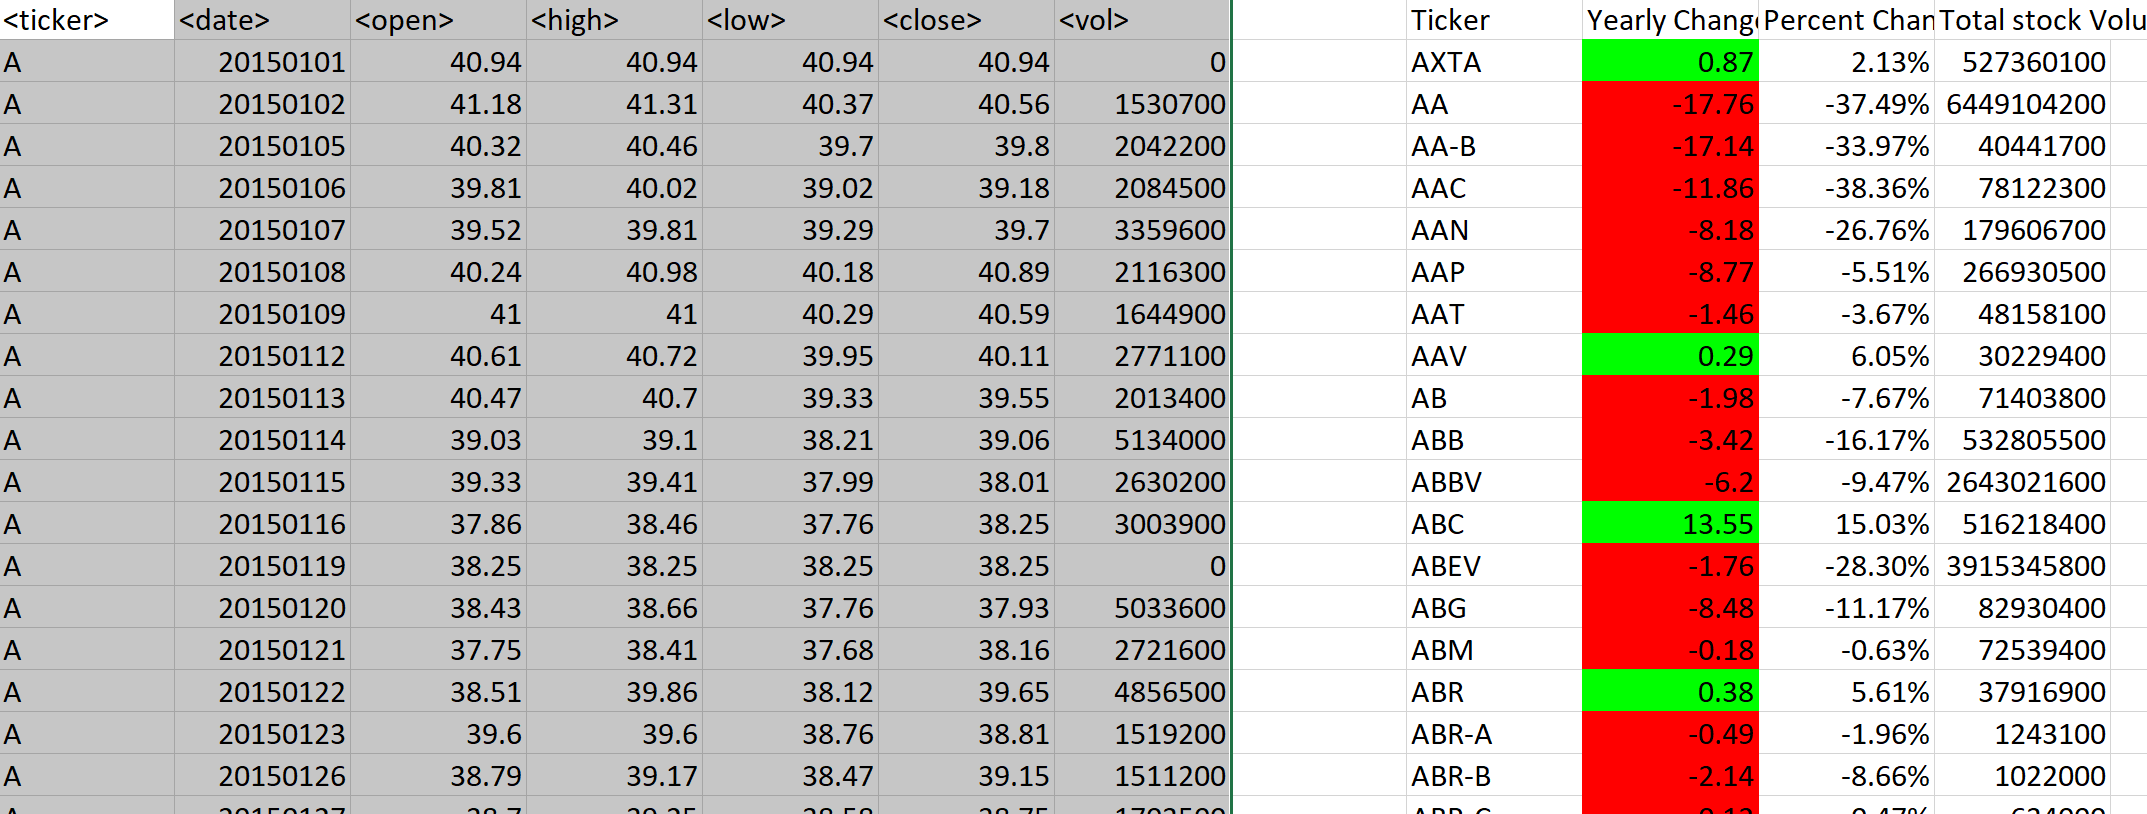 <ticker> <date> <open> <high> <low> <close> <vol> Ticker Yearly Change Percent Chan Total stock Volu
A 20150101 40.94 40.94 40.94 40.94 0 AXTA 0.87 2.13% 527360100
A 20150102 41.18 41.31 40.37 40.56 1530700 AA -17.76 -37.49% 6449104200
A 20150105 40.32 40.46 39.7 39.8 2042200 AA-B -17.14 -33.97% 40441700
A 20150106 39.81 40.02 39.02 39.18 2084500 AAC -11.86 -38.36% 78122300
A 20150107 39.52 39.81 39.29 39.7 3359600 AAN -8.18 -26.76% 179606700
A 20150108 40.24 40.98 40.18 40.89 2116300 AAP -8.77 -5.51% 266930500
A 20150109 41 41 40.29 40.59 1644900 AAT -1.46 -3.67% 48158100
A 20150112 40.61 40.72 39.95 40.11 2771100 AAV 0.29 6.05% 30229400
A 20150113 40.47 40.7 39.33 39.55 2013400 AB -1.98 -7.67% 71403800
A 20150114 39.03 39.1 38.21 39.06 5134000 ABB -3.42 -16.17% 532805500
A 20150115 39.33 39.41 37.99 38.01 2630200 ABBV -6.2 -9.47% 2643021600
A 20150116 37.86 38.46 37.76 38.25 3003900 ABC 13.55 15.03% 516218400
A 20150119 38.25 38.25 38.25 38.25 0 ABEV -1.76 -28.30% 3915345800
A 20150120 38.43 38.66 37.76 37.93 5033600 ABG -8.48 -11.17% 82930400
A 20150121 37.75 38.41 37.68 38.16 2721600 ABM -0.18 -0.63% 72539400
A 20150122 38.51 39.86 38.12 39.65 4856500 ABR 0.38 5.61% 37916900
A 20150123 39.6 39.6 38.76 38.81 1519200 ABR-A -0.49 -1.96% 1243100
A 20150126 38.79 39.17 38.47 39.15 1511200 ABR-B -2.14 -8.66% 1022000